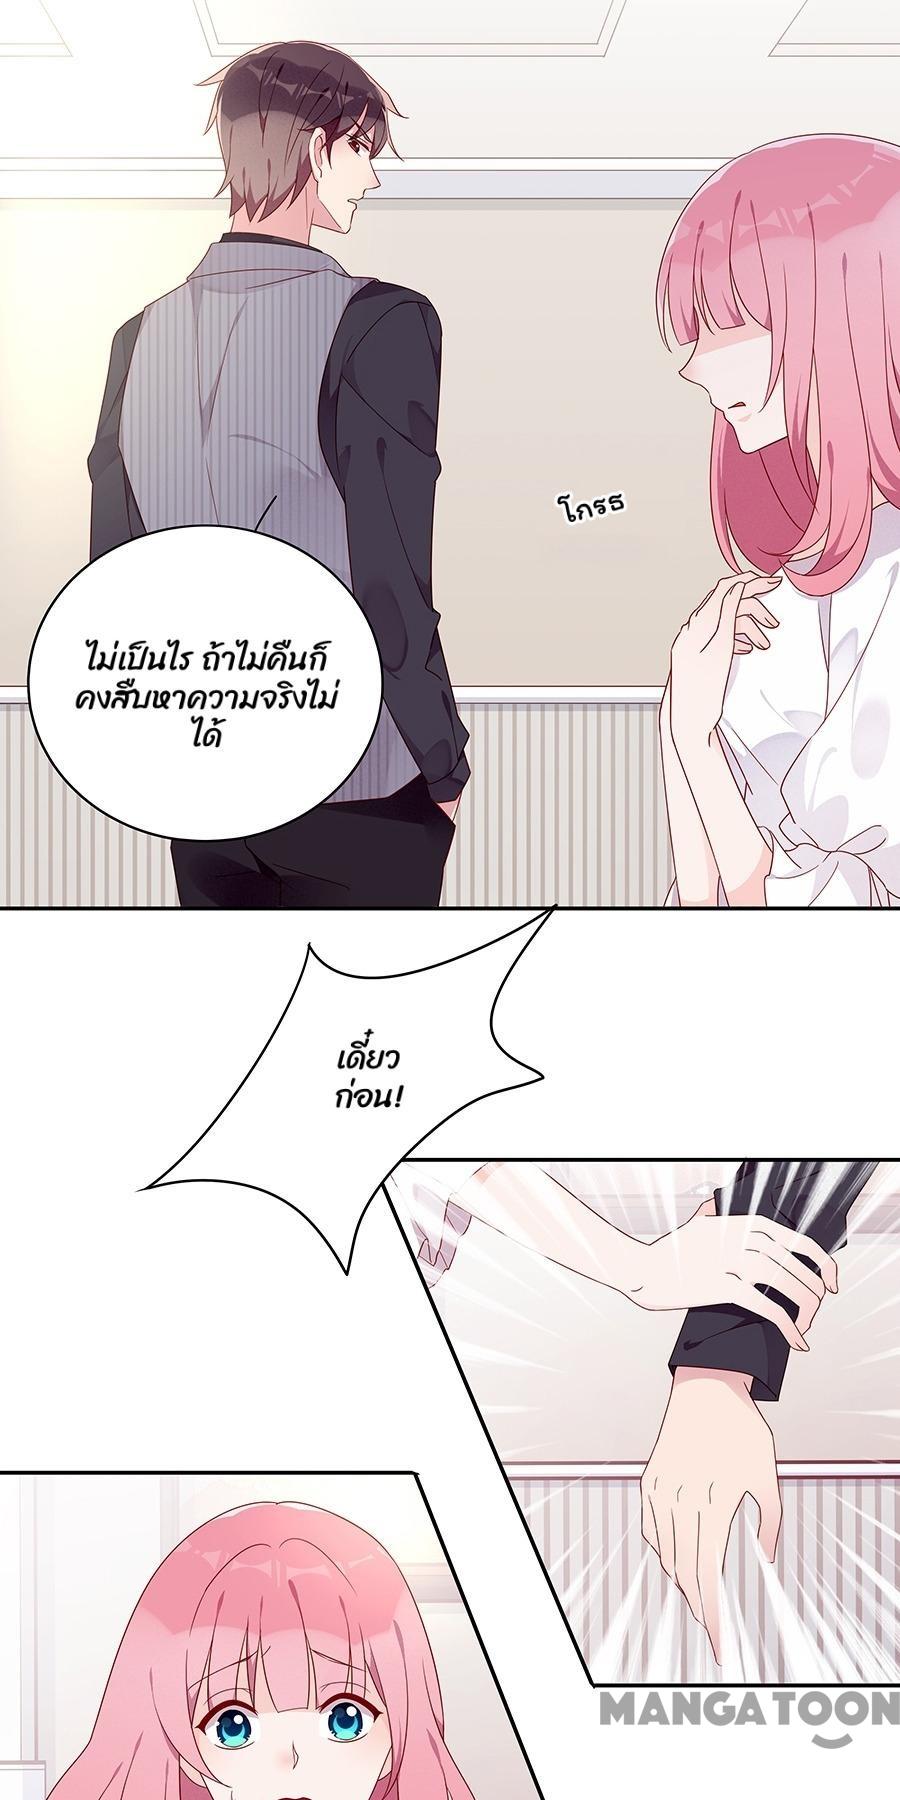 โกรธ
ไม่เป็นไร ถ้าไม่คืนก็
คงสืบหาความจริงไม่
ได้
เดี๋ยว
ก่อน!
MANGATOON